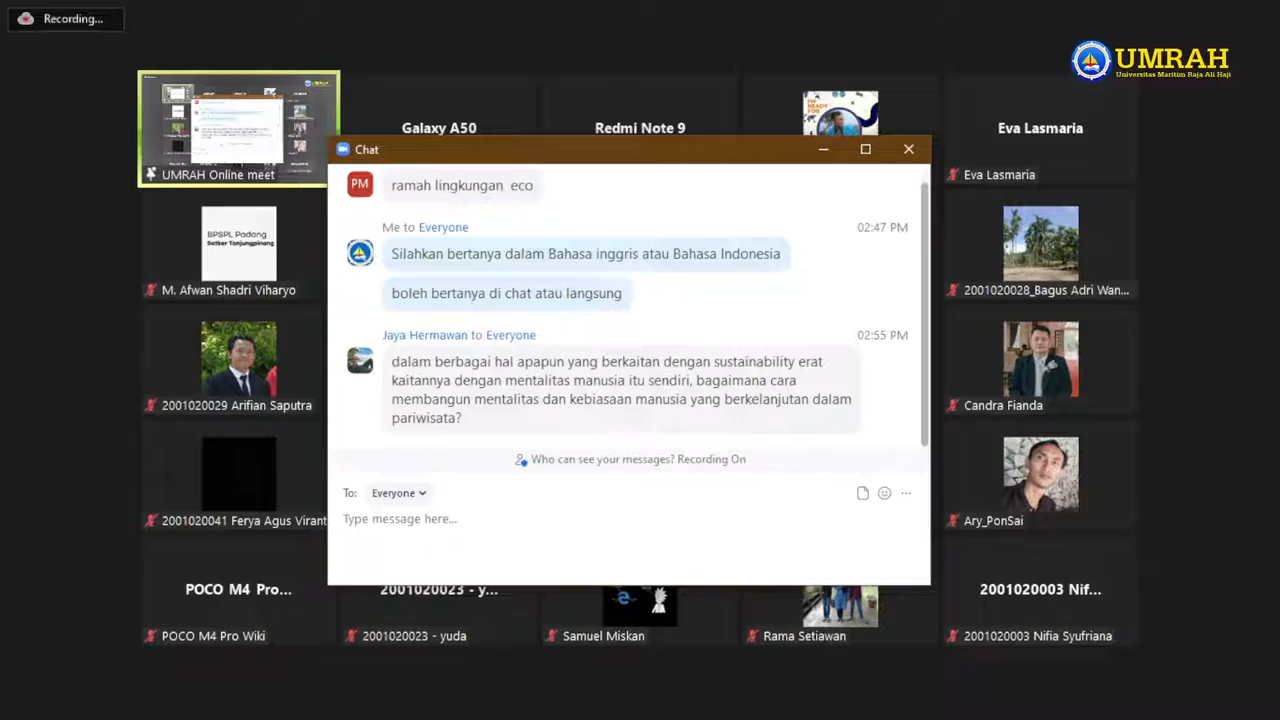 Recording...
UMRAH
Universitas Maritim Raja Ali Haji
UMRAH Online meet
Galaxy A50
Redmi Note 9
I'M
READY
FOR
Eva Lasmaria
Eva Lasmaria
Chat
PM
ramah lingkungan eco
Me to Everyone
02:47 PM
Silahkan bertanya dalam Bahasa inggris atau Bahasa Indonesia
boleh bertanya di chat atau langsung
Jaya Hermawan to Everyone
02:55 PM
dalam berbagai hal apapun yang berkaitan dengan sustainability erat
kaitannya dengan mentalitas manusia itu sendiri, bagaimana cara
membangun mentalitas dan kebiasaan manusia yang berkelanjutan dalam
pariwisata?
Who can see your messages? Recording On
To: Everyone
Type message here...
BPSPL Padang
Satker Tanjungpinang
M. Afwan Shadri Viharyo
2001020028_Bagus Adri Wan...
2001020029 Arifian Saputra
Candra Fianda
2001020041 Ferya Agus Virant
Ary_PonSai
POCO M4 Pro...
2001020023 - y...
2001020003 Nif...
POCO M4 Pro Wiki
2001020023 - yuda
Samuel Miskan
Rama Setiawan
2001020003 Nifia Syufriana